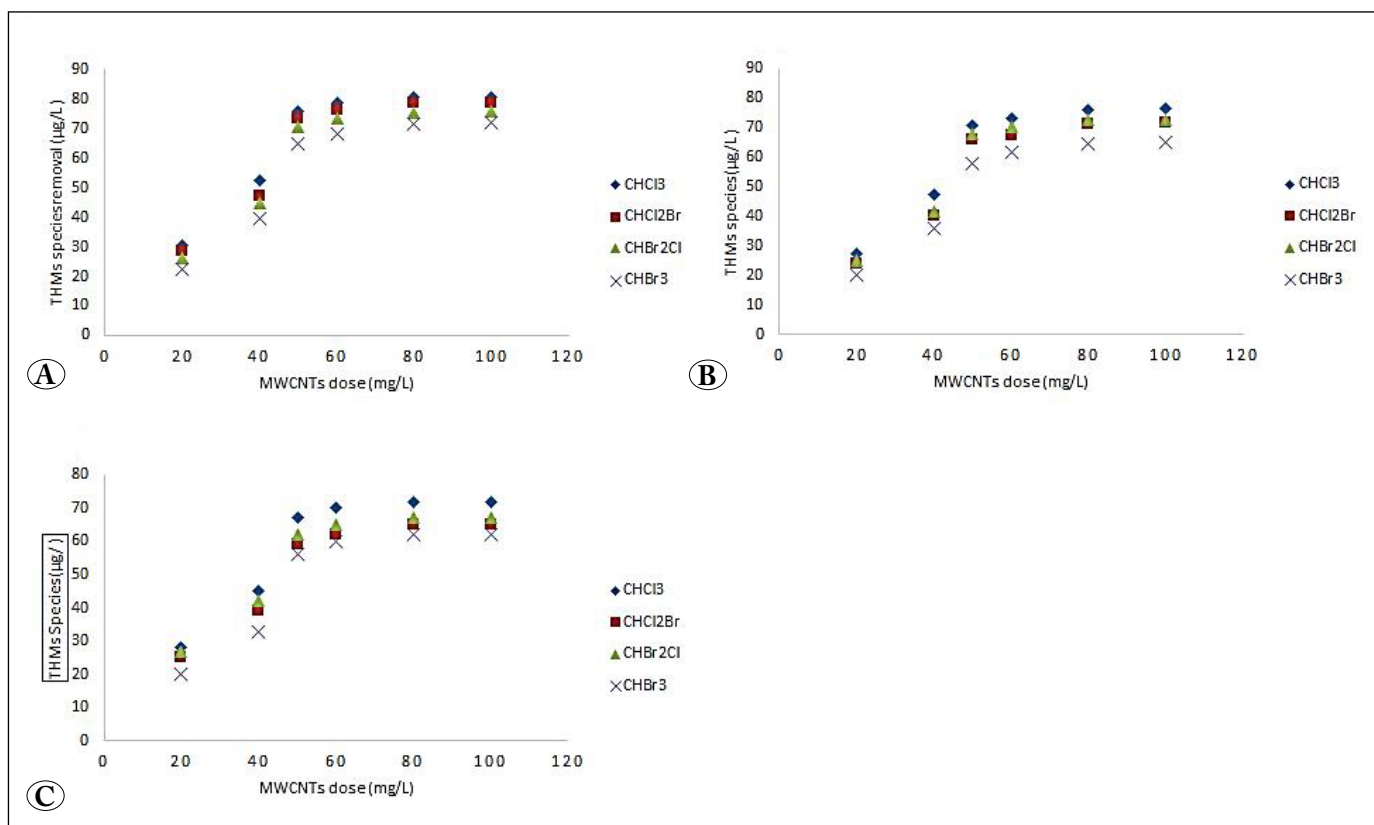 90
80
70
60
50
40
30
20
10
0
THMs speciesremoval (µg/L)
0 20 40 60 80 100 120
MWCNTs dose (mg/L)
CHCl3
CHCl2Br
CHBr2Cl
CHBr3
A
90
80
70
60
50
40
30
20
10
0
THMs species(µg/L)
0 20 40 60 80 100 120
MWCNTs dose (mg/L)
CHCl3
CHCl2Br
CHBr2Cl
CHBr3
B
80
70
60
50
40
30
20
10
0
THMs Species(µg/ )
0 20 40 60 80 100 120
MWCNTs dose (mg/L)
CHCl3
CHCl2Br
CHBr2Cl
CHBr3
C